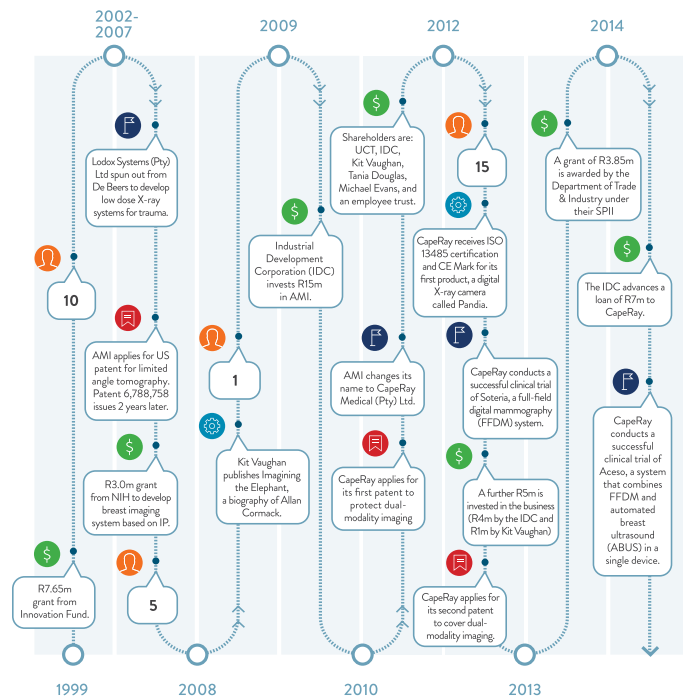 2002-
2007
2009
2012
2014
Lodox Systems (Pty)
Ltd spun out from
De Beers to develop
low dose X-ray
systems for trauma.
10
AMI applies for US
patent for limited
angle tomography.
Patent 6,788,758
issues 2 years later.
R3.0m grant
from NIH to develop
breast imaging
system based on IP.
R7.65m
grant from
Innovation Fund.
5
1
Kit Vaughan
publishes Imagining
the Elephant,
a biography of Allan
Cormack.
Industrial
Development
Corporation (IDC)
invests R15m
in AMI.
Shareholders are:
UCT, IDC,
Kit Vaughan,
Tania Douglas,
Michael Evans, and
an employee trust.
AMI changes its
name to CapeRay
Medical (Pty) Ltd.
CapeRay applies for
its first patent to
protect dual-
modality imaging
15
CapeRay receives ISO
13485 certification
and CE Mark for its
first product, a digital
X-ray camera
called Pandia.
CapeRay conducts a
successful clinical trial
of Soteria, a full-field
digital mammography
(FFDM) system.
A further R5m is
invested in the business
(R4m by the IDC and
R1m by Kit Vaughan)
CapeRay applies for
its second patent
to cover dual-
modality imaging.
A grant of R3.85m
is awarded by the
Department of Trade
& Industry under
their SPII
The IDC advances a
loan of R7m to
CapeRay.
CapeRay
conducts a
successful
clinical trial of
Aceso, a system
that combines
FFDM and
automated
breast
ultrasound
(ABUS) in a
single device.
1999
2008
2010
2013